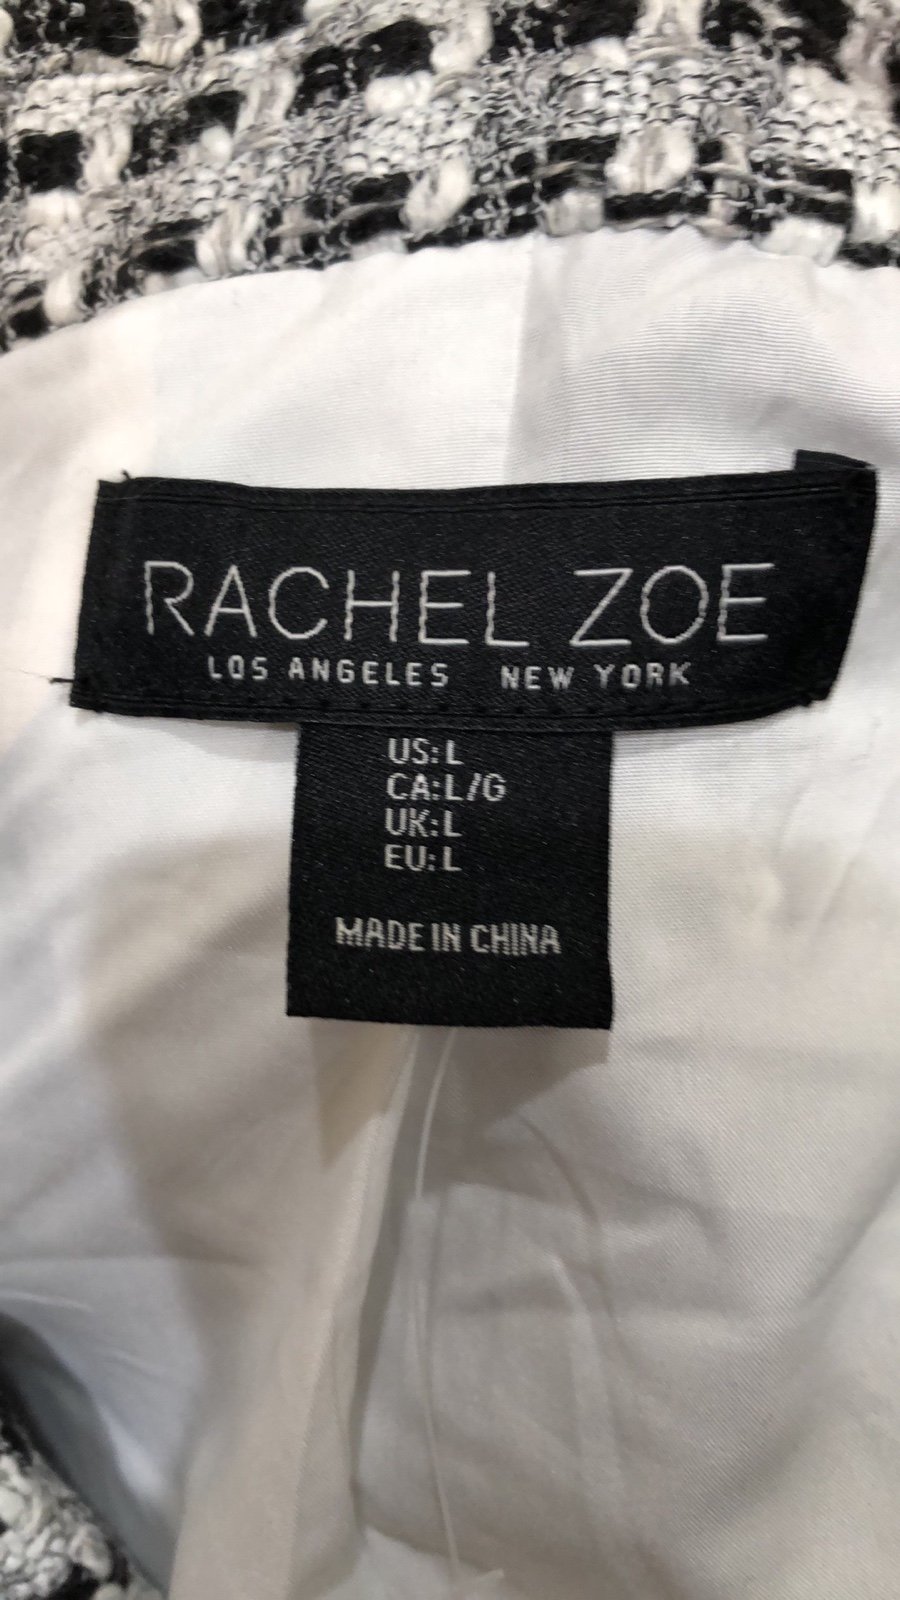 RACHEL ZOE
LOS ANGELES NEW YORK
US: L
CA: L/G
UK: L
EU: L
MADE IN CHINA